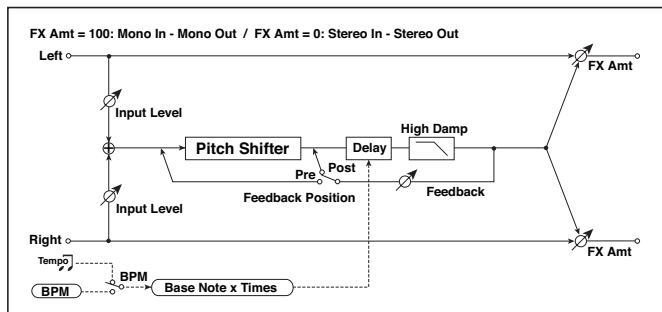 FX Amt = 100: Mono In - Mono Out / FX Amt = 0: Stereo In - Stereo Out
Left
FX Amt
Input Level
High Damp
Pitch Shifter
Delay
Post
Pre
Feedback
Feedback Position
Input Level
Right
FX Amt
Tempo
BPM
BPM
Base Note x Times